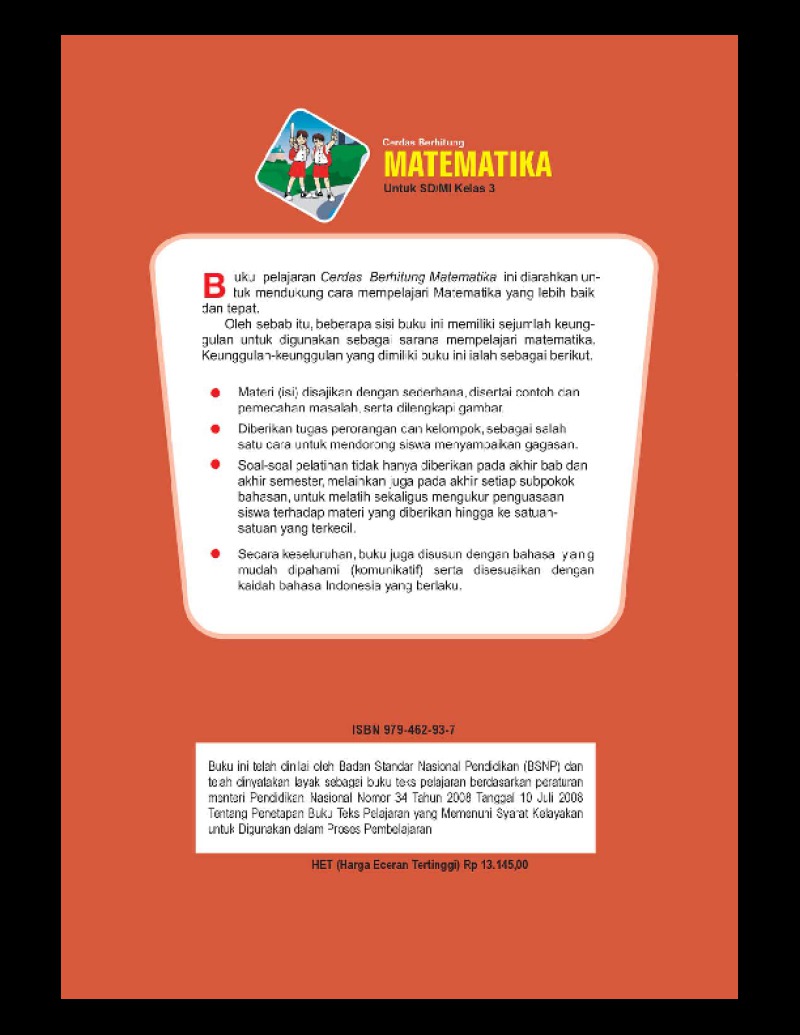 Cerdas Berhitung
MATEMATIKA
Untuk SD/MI Kelas 3
Buku pelajaran Cerdas Berhitung Matematika ini diarahkan un-
tuk mendukung cara mempelajari Matematika yang lebih baik
dan tepat.
Oleh sebab itu, beberapa sisi buku ini memiliki sejumlah keung-
gulan untuk digunakan sebagai sarana mempelajari matematika.
Keunggulan-keunggulan yang dimiliki buku ini ialah sebagai berikut.
● Materi (isi) disajikan dengan sederhana, disertai contoh dan
pemecahan masalah, serta dilengkapi gambar.
● Diberikan tugas perorangan dan kelompok, sebagai salah
satu cara untuk mendorong siswa menyampaikan gagasan.
● Soal-soal pelatihan tidak hanya diberikan pada akhir bab dan
akhir semester, melainkan juga pada akhir setiap subpokok
bahasan, untuk melatih sekaligus mengukur penguasaan
siswa terhadap materi yang diberikan hingga ke satuan-
satuan yang terkecil.
● Secara keseluruhan, buku juga disusun dengan bahasa yang
mudah dipahami (komunikatif) serta disesuaikan dengan
kaidah bahasa Indonesia yang berlaku.
ISBN 979-462-93-7
Buku ini telah dinilai oleh Badan Standar Nasional Pendidikan (BSNP) dan
telah dinyatakan layak sebagai buku teks pelajaran berdasarkan peraturan
menteri Pendidikan Nasional Nomor 34 Tahun 2008 Tanggal 10 Juli 2008
Tentang Penetapan Buku Teks Pelajaran yang Memenuhi Syarat Kelayakan
untuk Digunakan dalam Proses Pembelajaran
HET (Harga Eceran Tertinggi) Rp 13.145,00